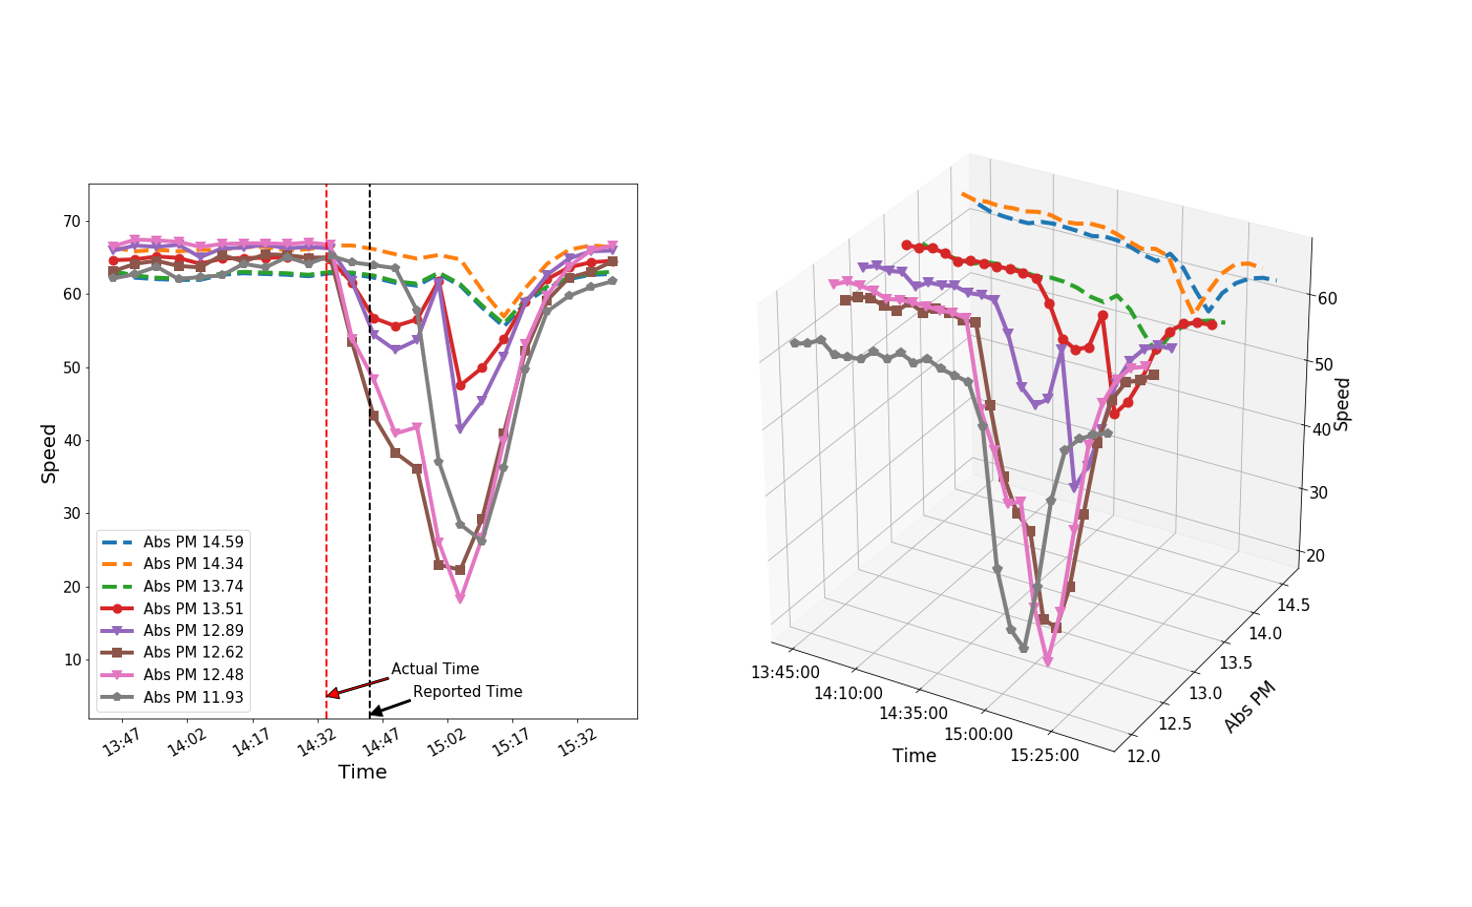 70
60
50
40
30
20
10
Speed
Abs PM 14.59
Abs PM 14.34
Abs PM 13.74
Abs PM 13.51
Abs PM 12.89
Abs PM 12.62
Abs PM 12.48
Abs PM 11.93
Actual Time
Reported Time
13:47
14:02
14:17
14:32
14:47
15:02
15:17
15:32
Time
60
50
40
30
20
Speed
14.5
14.0
13.5
13.0
12.5
12.0
Abs PM
13:45:00
14:10:00
14:35:00
15:00:00
15:25:00
Time